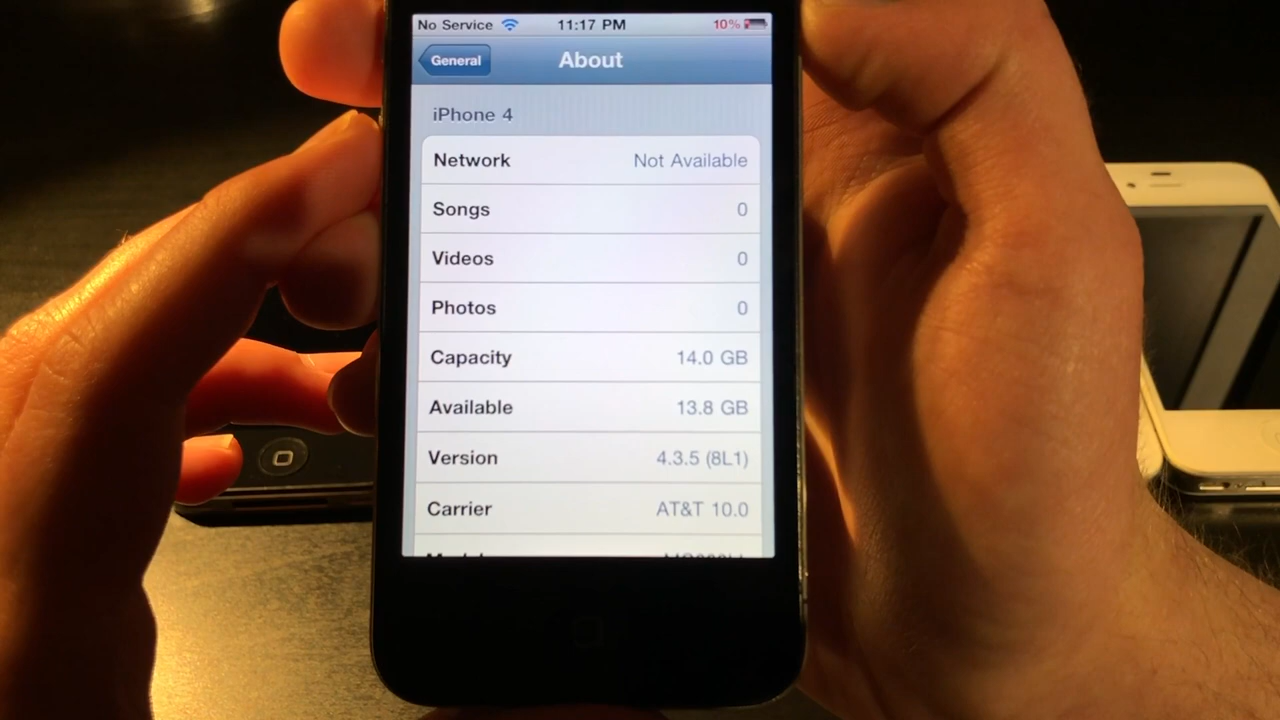 No Service 11:17 PM 10%
General About
iPhone 4
Network Not Available
Songs 0
Videos 0
Photos 0
Capacity 14.0 GB
Available 13.8 GB
Version 4.3.5 (8L1)
Carrier AT&T 10.0